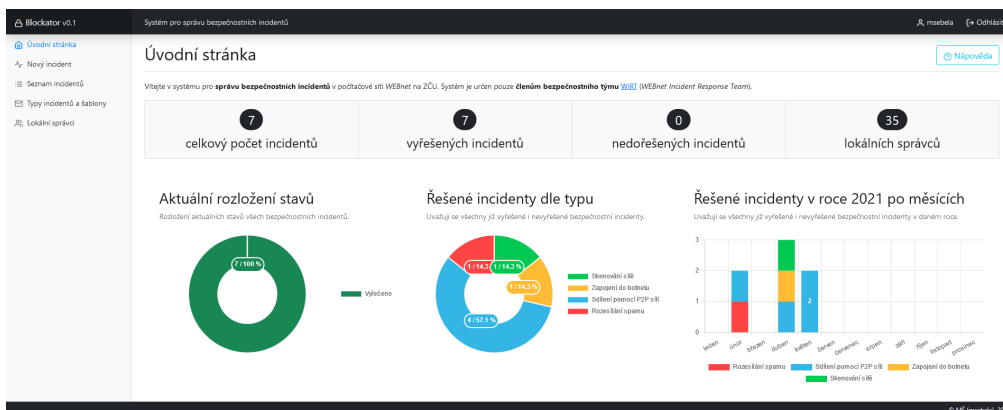 Blockator v0.1
Systém pro správu bezpečnostních incidentů
msebela
Odhlásit
Úvodní stránka
Nový incident
Seznam incidentů
Typy incidentů a šablony
Lokální správci
Úvodní stránka
Nápověda
Vítejte v systému pro správu bezpečnostních incidentů v počítačové síti WEBnet na ZČU. Systém je určen pouze členům bezpečnostního týmu WIRT (WEBnet Incident Response Team).
7
celkový počet incidentů
7
vyřešených incidentů
0
nedořešených incidentů
35
lokálních správců
Aktuální rozložení stavů
Rozložení aktuálních stavů všech bezpečnostních incidentů.
7 / 100 %
Vyřešeno
Řešené incidenty dle typu
Uvažují se všechny již vyřešené i nevyřešené bezpečnostní incidenty.
1 / 14.3
1 / 14.3 %
1 / 14.3 %
4 / 57.1 %
Skenování sítě
Zapojení do botnetu
Sdílení pomocí P2P sítí
Rozesílání spamu
Řešené incidenty v roce 2021 po měsících
Uvažují se všechny již vyřešené i nevyřešené bezpečnostní incidenty v daném roce.
3
2
1
0
2
leden únor březen duben květen červen červenec srpen září říjen listopad prosinec
Rozesílání spamu Sdílení pomocí P2P sítí Zapojení do botnetu
Skenování sítě